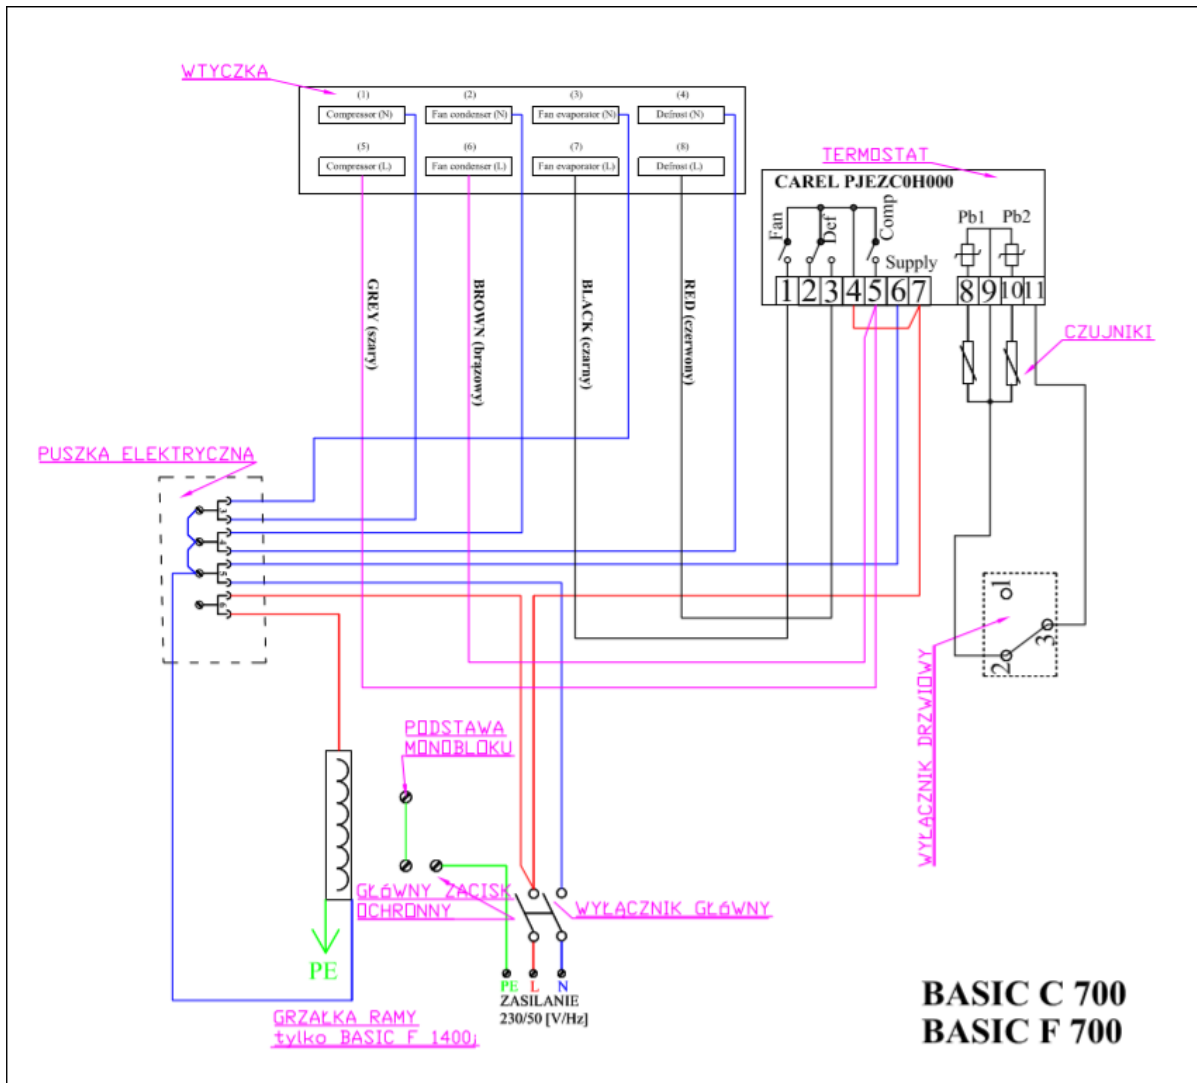 WTYCZKA
(1) (2) (3) (4)
Compressor (N) Fan condenser (N) Fan evaporator (N) Defrost (N)
(5) (6) (7) (8)
Compressor (L) Fan condenser (L) Fan evaporator (L) Defrost (L)
TERMOSTAT
CAREL PJEZC0H000
Fan Def Comp
Pb1 Pb2
Supply
1 2 3 4 5 6 7 8 9 10 11
GREY (szary)
BROWN (brązowy)
BLACK (czarny)
RED (czerwony)
CZUJNIKI
PUSZKA ELEKTRYCZNA
3
4
5
6
1
2
3
WYŁĄCZNIK DRZWIOWY
PODSTAWA
MONOBLOKU
GŁÓWNY ZACISK
OCHRONNY
WYŁĄCZNIK GŁÓWNY
PE
PE L N
ZASILANIE
230/50 [V/Hz]
GRZAŁKA RAMY
tylko BASIC F 1400;
BASIC C 700
BASIC F 700